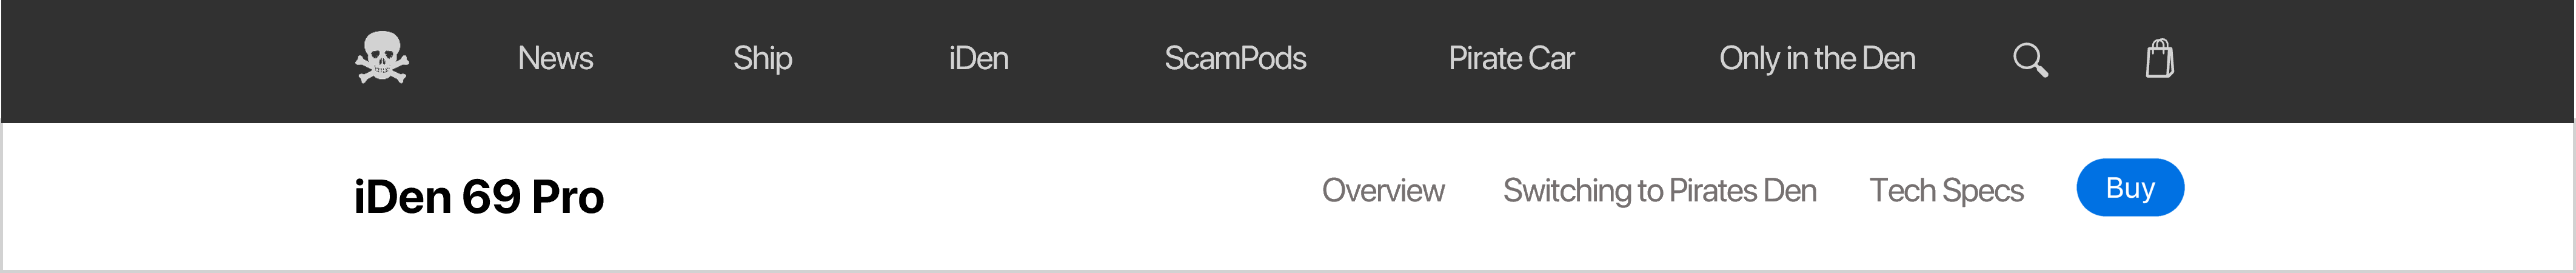 News Ship iDen ScamPods Pirate Car Only in the Den
iDen 69 Pro Overview Switching to Pirates Den Tech Specs Buy